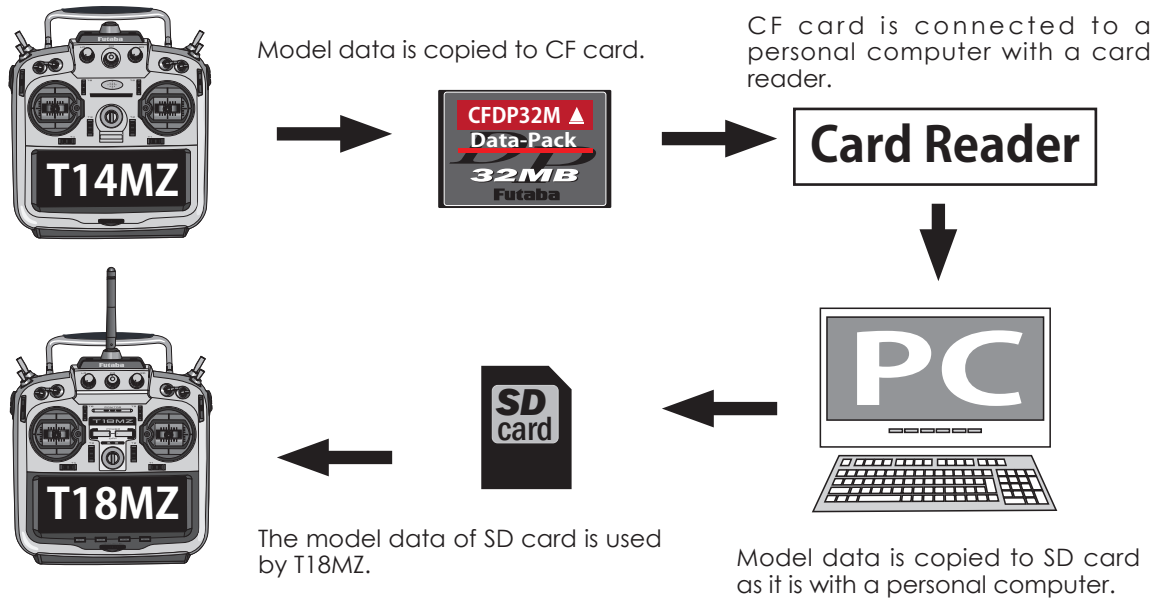 Model data is copied to CF card.
CF card is connected to a
personal computer with a card
reader.
T14MZ
CFDP32M
Data-Pack
DP
32MB
Futaba
Card Reader
PC
Model data is copied to SD card
as it is with a personal computer.
SD
card
The model data of SD card is used
by T18MZ.
Futaba
T18MZ
T18MZ